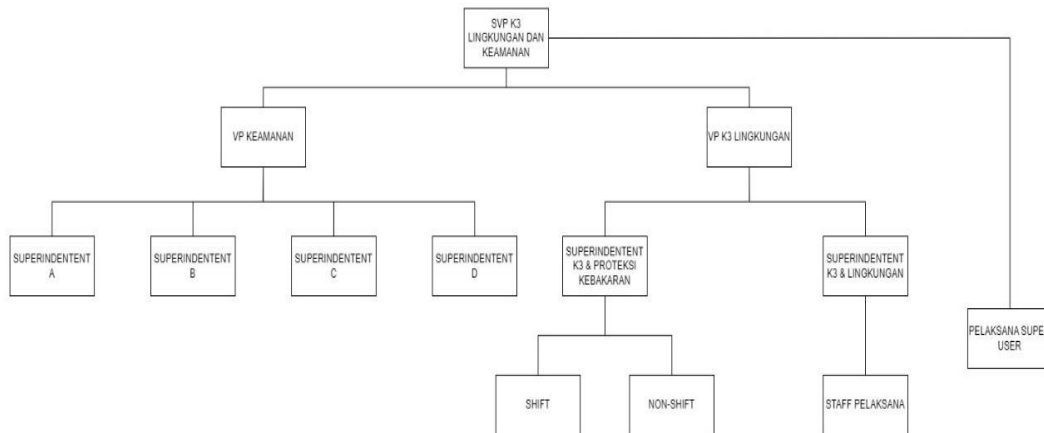 SVP K3
LINGKUNGAN DAN
KEAMANAN
VP KEAMANAN
VP K3 LINGKUNGAN
SUPERINDENTENT
A
SUPERINDENTENT
B
SUPERINDENTENT
C
SUPERINDENTENT
D
SUPERINDENTENT
K3 & PROTEKSI
KEBAKARAN
SUPERINDENTENT
K3 & LINGKUNGAN
PELAKSANA SUPE
USER
SHIFT
NON-SHIFT
STAFF PELAKSANA